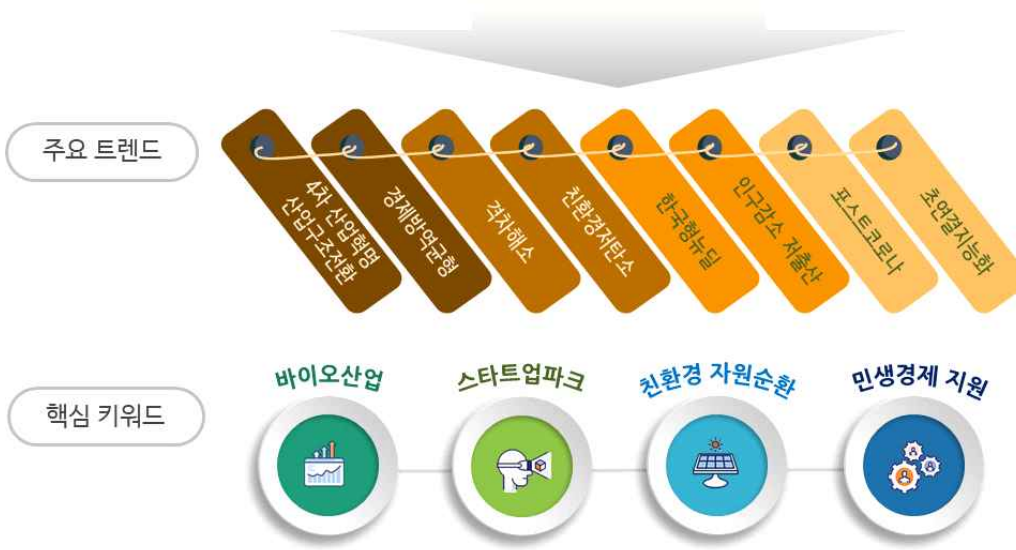 주요 트렌드
4차 산업혁명
산업구조전환
경제방역균형
격차해소
친환경저탄소
한국형뉴딜
인구감소 저출산
포스트코로나
초연결지능화
핵심 키워드
바이오산업
스타트업파크
친환경 자원순환
민생경제 지원